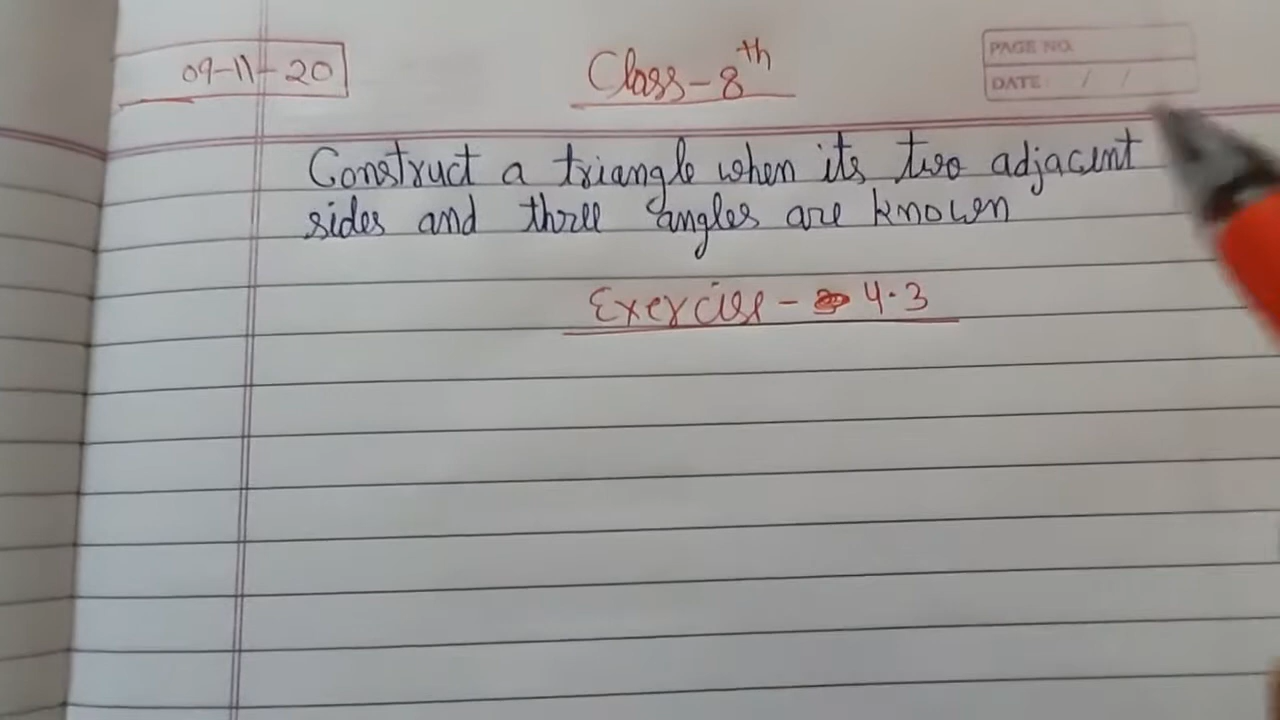 09-11-20
Class-8th
PAGE NO.
DATE: / /
Construct a triangle when its two adjacent
sides and three angles are known
Exercise - 4.3